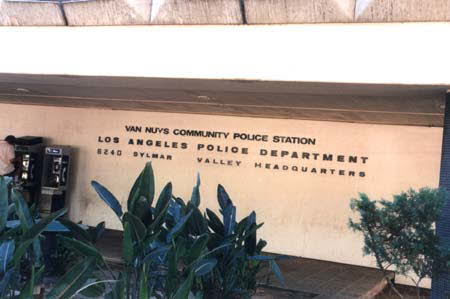 VAN NUYS COMMUNITY POLICE STATION
LOS ANGELES POLICE DEPARTMENT
6240 SYLMAR VALLEY HEADQUARTERS